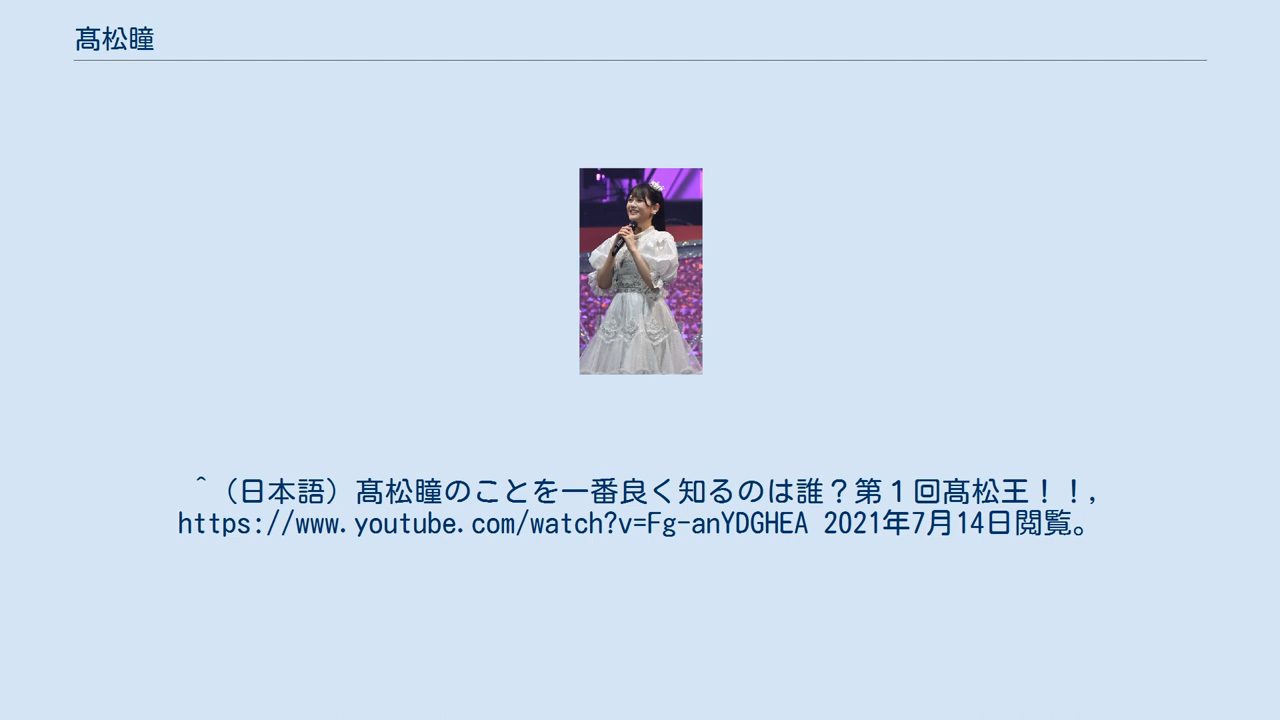 髙松瞳
^（日本語）髙松瞳のことを一番良く知るのは誰？第１回髙松王！！,
https://www.youtube.com/watch?v=Fg-anYDGHEA 2021年7月14日閲覧。